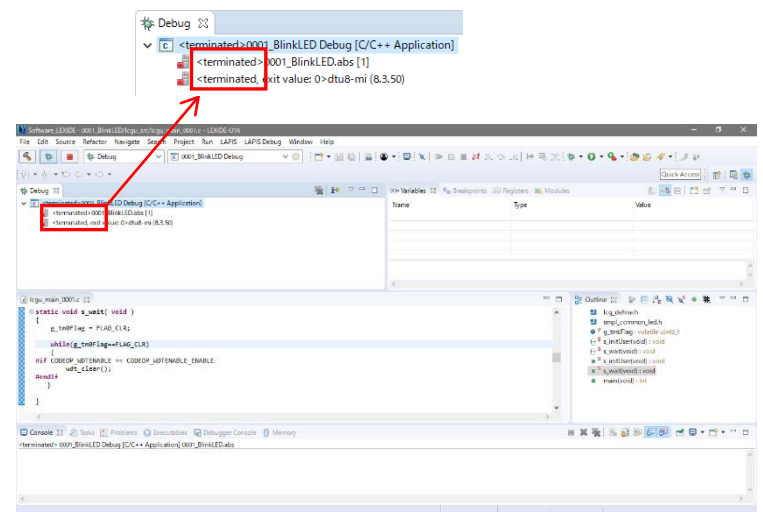 Debug
<terminated>0001_BlinkLED Debug [C/C++ Application]
<terminated>0001_BlinkLED.abs [1]
<terminated, exit value: 0>dtu8-mi (8.3.50)
Software_LEXIDE - 0001_BlinkLED/lcgu_src/lcgu_main_0001.c - LEXIDE-U16
File Edit Source Refactor Navigate Search Project Run LAPIS LAPIS Debug Window Help
Debug 0001_BlinkLED Debug
Quick Access
Debug
Variables Breakpoints Registers Modules
<terminated>0001_BlinkLED Debug [C/C++ Application]
<terminated>0001_BlinkLED.abs [1]
<terminated, exit value: 0>dtu8-mi (8.3.50)
Name Type Value
lcgu_main_0001.c
static void s_wait( void )
{
g_tm0Flag = FLAG_CLR;
while(g_tm0Flag==FLAG_CLR)
{
#if CODEOP_WDTENABLE == CODEOP_WDTENABLE_ENABLE
wdt_clear();
#endif
}
}
Outline
lcg_define.h
smpl_common_led.h
g_tm0Flag : volatile uint8_t
s_initUser(void) : void
s_wait(void) : void
s_initUser(void) : void
s_wait(void) : void
main(void) : int
Console Tasks Problems Executables Debugger Console Memory
<terminated> 0001_BlinkLED Debug [C/C++ Application] 0001_BlinkLED.abs